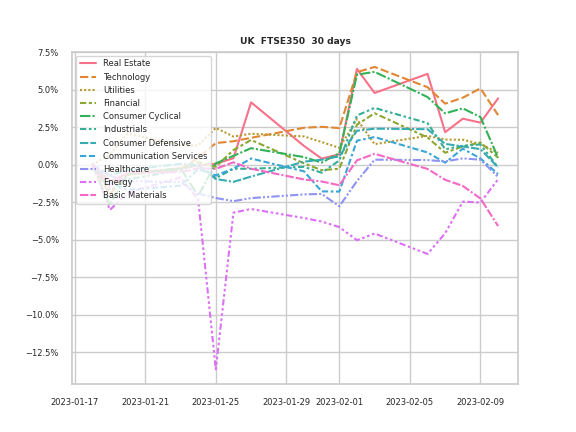 UK  FTSE350  30 days
7.5%
5.0%
2.5%
0.0%
−2.5%
−5.0%
−7.5%
−10.0%
−12.5%
Real Estate
Technology
Utilities
Financial
Consumer Cyclical
Industrials
Consumer Defensive
Communication Services
Healthcare
Energy
Basic Materials
2023-01-17 2023-01-21 2023-01-25 2023-01-29 2023-02-01 2023-02-05 2023-02-09